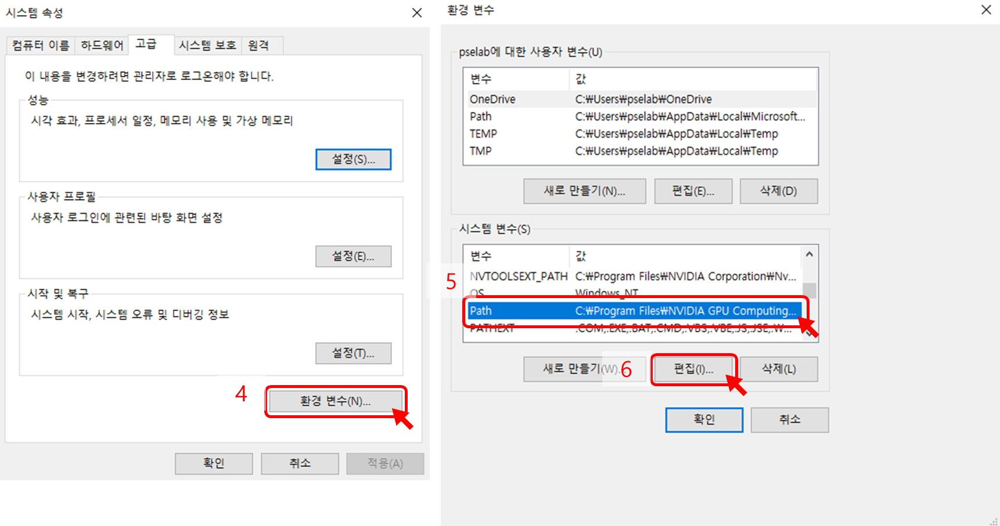 시스템 속성
컴퓨터 이름 하드웨어 고급 시스템 보호 원격
이 내용을 변경하려면 관리자로 로그온해야 합니다.
성능
시각 효과, 프로세서 일정, 메모리 사용 및 가상 메모리
설정(S)...
사용자 프로필
사용자 로그인에 관련된 바탕 화면 설정
설정(E)...
시작 및 복구
시스템 시작, 시스템 오류 및 디버깅 정보
설정(T)...
4
환경 변수(N)...
확인 취소 적용(A)
환경 변수
pselab에 대한 사용자 변수(U)
변수 값
OneDrive C:₩Users₩pselab₩OneDrive
Path C:₩Users₩pselab₩AppData₩Local₩Microsoft...
TEMP C:₩Users₩pselab₩AppData₩Local₩Temp
TMP C:₩Users₩pselab₩AppData₩Local₩Temp
새로 만들기(N)... 편집(E)... 삭제(D)
시스템 변수(S)
변수 값
5
NVTOOLSEXT_PATH C:₩Program Files₩NVIDIA Corporation₩Nv...
OS Windows_NT
Path C:₩Program Files₩NVIDIA GPU Computing...
PATHEXT .COM;.EXE;.BAT;.CMD;.VBS;.VBE;.JS;.JSE;.W...
새로 만들기(W)... 6 편집(I)... 삭제(L)
확인 취소